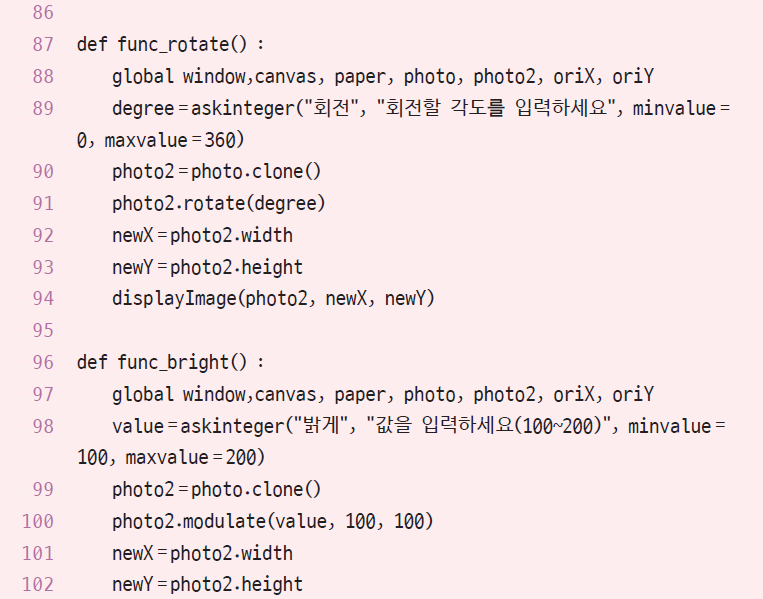 86
87 def func_rotate() :
88 global window,canvas, paper, photo, photo2, oriX, oriY
89 degree=askinteger("회전", "회전할 각도를 입력하세요", minvalue=
0, maxvalue=360)
90 photo2=photo.clone()
91 photo2.rotate(degree)
92 newX=photo2.width
93 newY=photo2.height
94 displayImage(photo2, newX, newY)
95
96 def func_bright() :
97 global window,canvas, paper, photo, photo2, oriX, oriY
98 value=askinteger("밝게", "값을 입력하세요(100~200)", minvalue=
100, maxvalue=200)
99 photo2=photo.clone()
100 photo2.modulate(value, 100, 100)
101 newX=photo2.width
102 newY=photo2.height